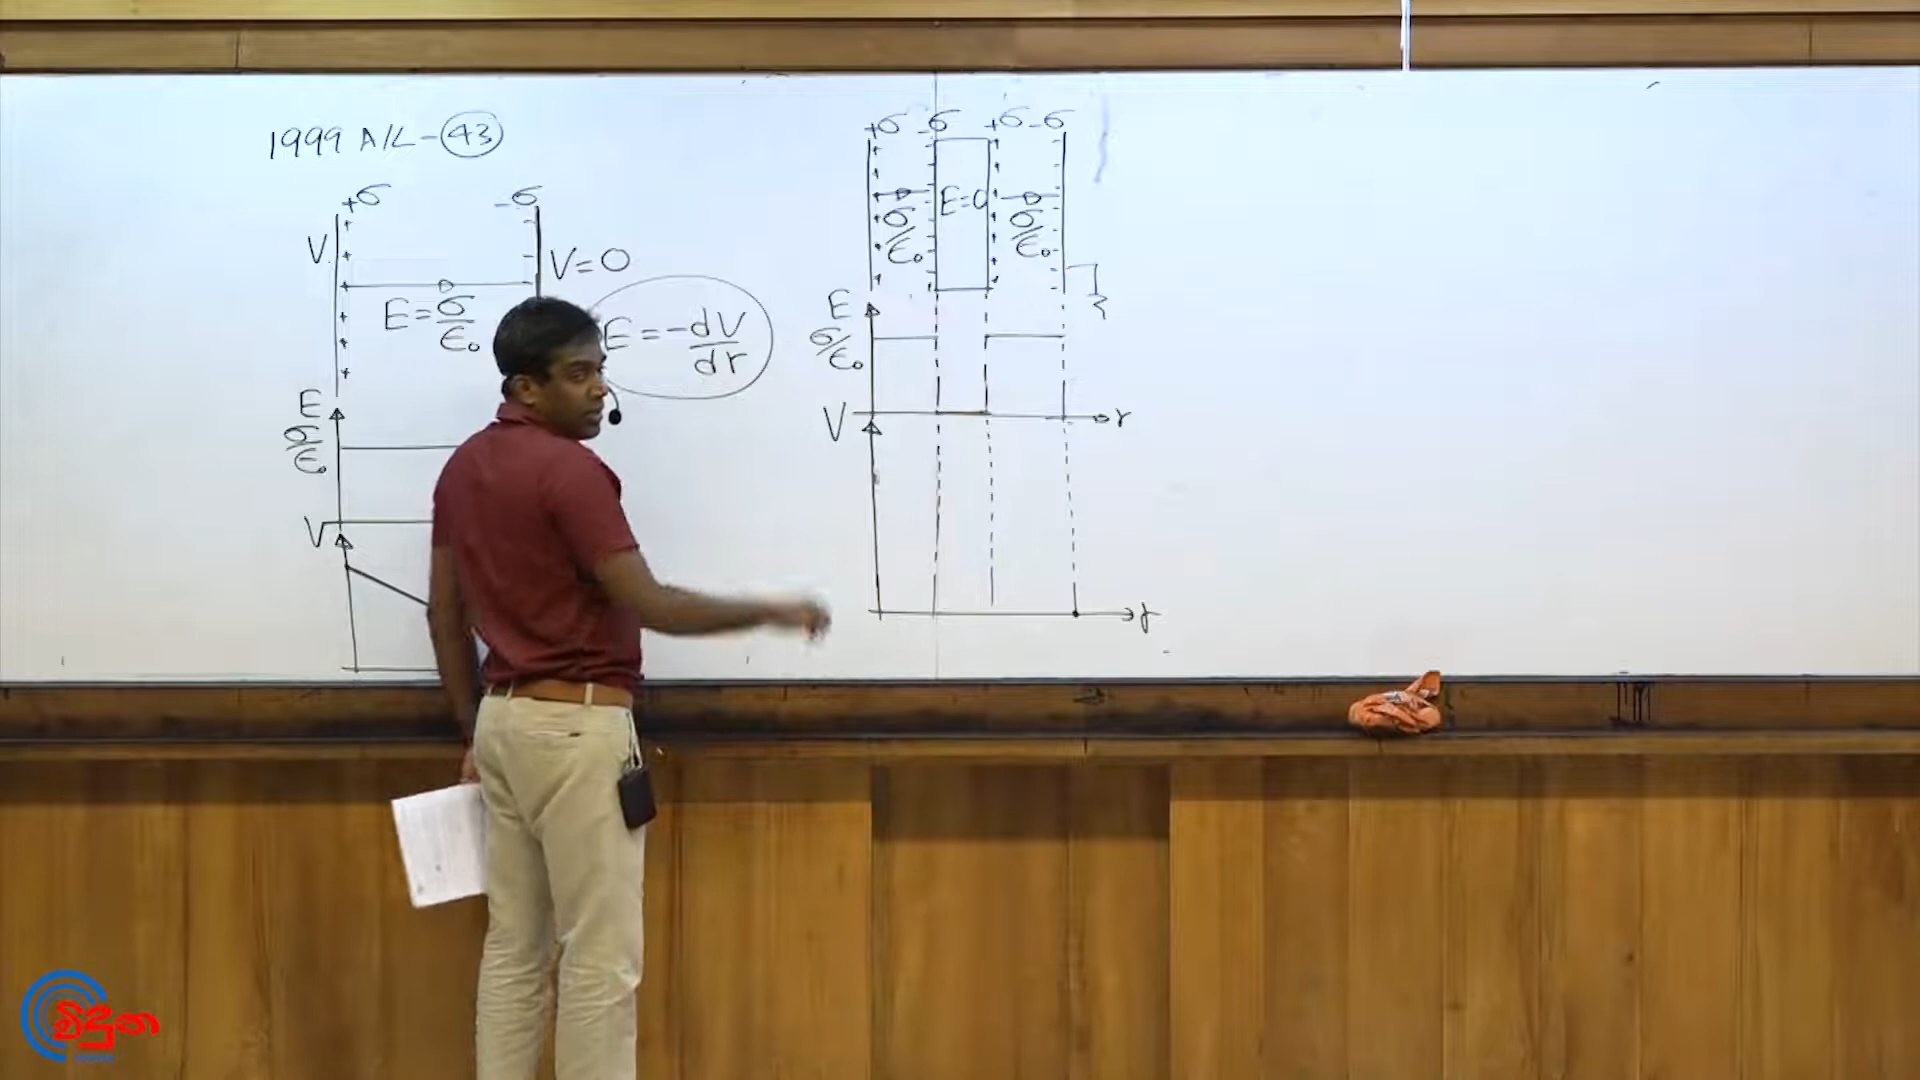 1999 A/L - 43
+σ
-σ
V
V=0
E = σ/ε₀
E = -dV/dr
E
σ/ε₀
V
+σ -σ +σ -σ
σ/ε₀
E=0
σ/ε₀
E
σ/ε₀
r
V
r
විදුන